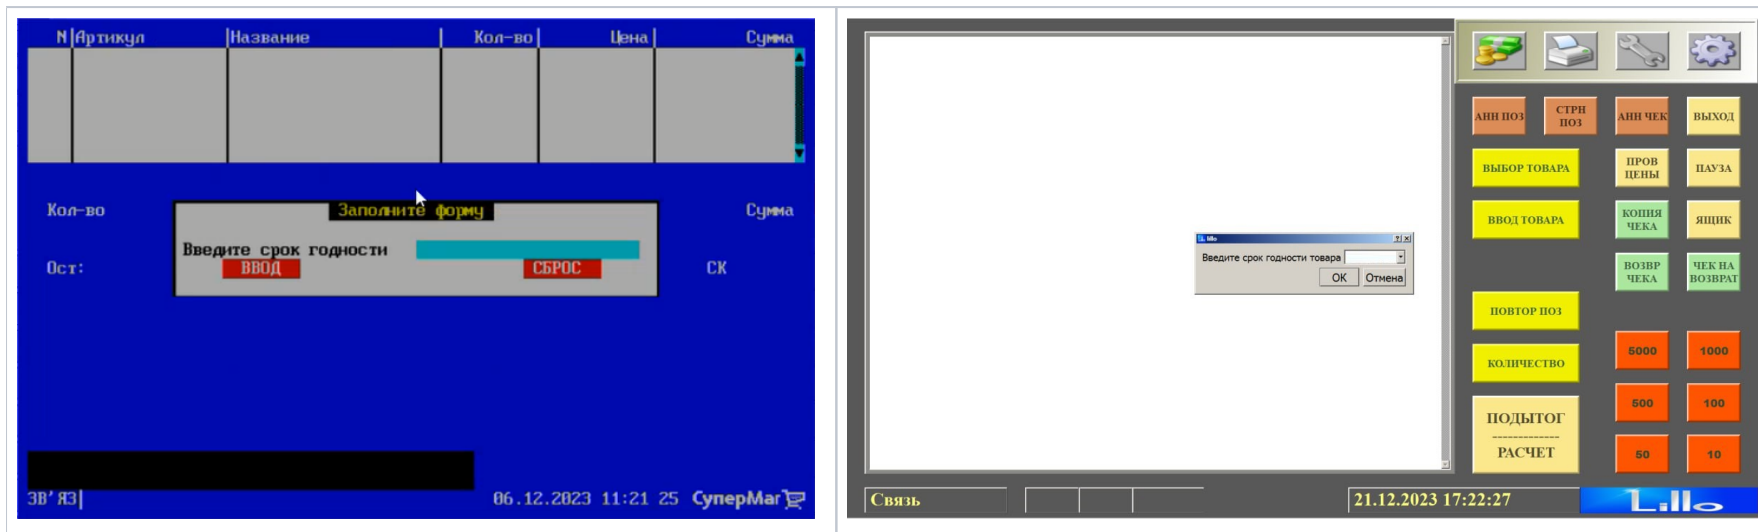 N Артикул Название Кол-во Цена Сумма
Кол-во
Сумма
Заполните форму
Введите срок годности
ВВОД СБРОС
Ост:
СК
ЗВ'ЯЗ
06.12.2023 11:21 25 СуперМаг
Lillo
Введите срок годности товара
OK Отмена
АНН ПОЗ
СТРН
ПОЗ
АНН ЧЕК
ВЫХОД
ВЫБОР ТОВАРА
ПРОВ
ЦЕНЫ
ПАУЗА
ВВОД ТОВАРА
КОПИЯ
ЧЕКА
ЯЩИК
ВОЗВР
ЧЕКА
ЧЕК НА
ВОЗВРАТ
ПОВТОР ПОЗ
КОЛИЧЕСТВО
5000 1000
500 100
ПОДЫТОГ
-------------
РАСЧЕТ
50 10
Связь
21.12.2023 17:22:27
Lillo